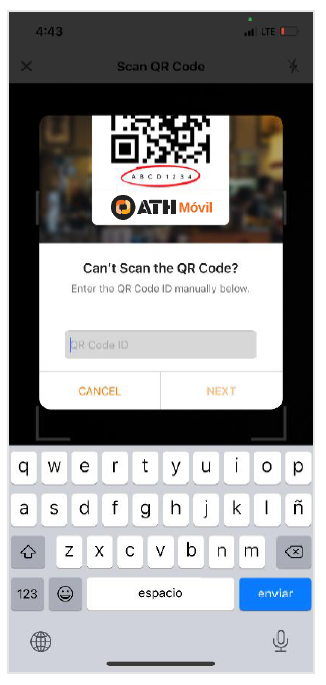 4:43
LTE
Scan QR Code
ABCD1234
ATH Móvil
Can't Scan the QR Code?
Enter the QR Code ID manually below.
QR Code ID
CANCEL NEXT
q w e r t y u i o p
a s d f g h j k l ñ
z x c v b n m
123 espacio enviar